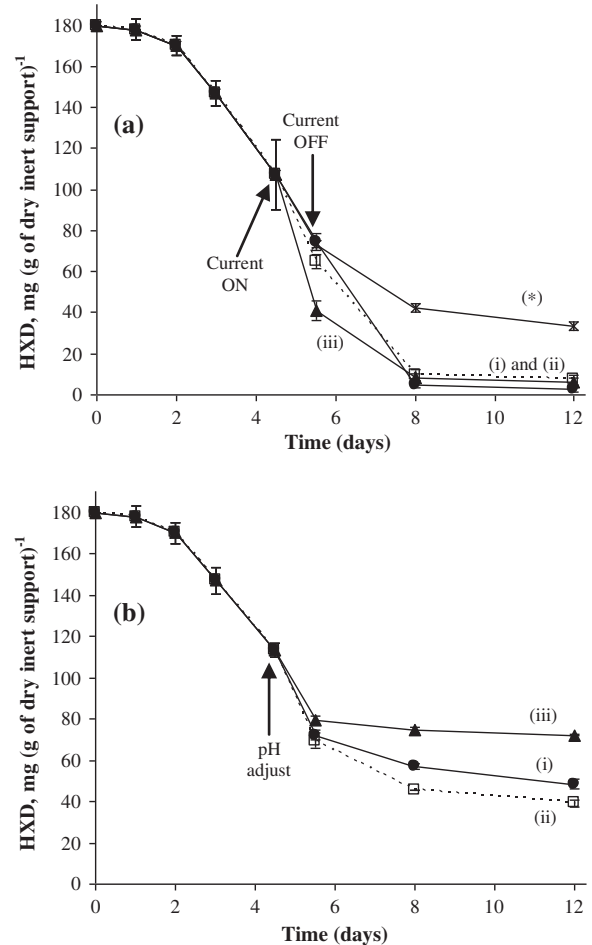 HXD, mg (g of dry inert support)-1
180
160
140
120
100
80
60
40
20
0
(a)
Current
OFF
Current
ON
(iii)
(*)
(i) and (ii)
0 2 4 6 8 10 12
Time (days)
HXD, mg (g of dry inert support)-1
180
160
140
120
100
80
60
40
20
0
(b)
pH
adjust
(iii)
(i)
(ii)
0 2 4 6 8 10 12
Time (days)